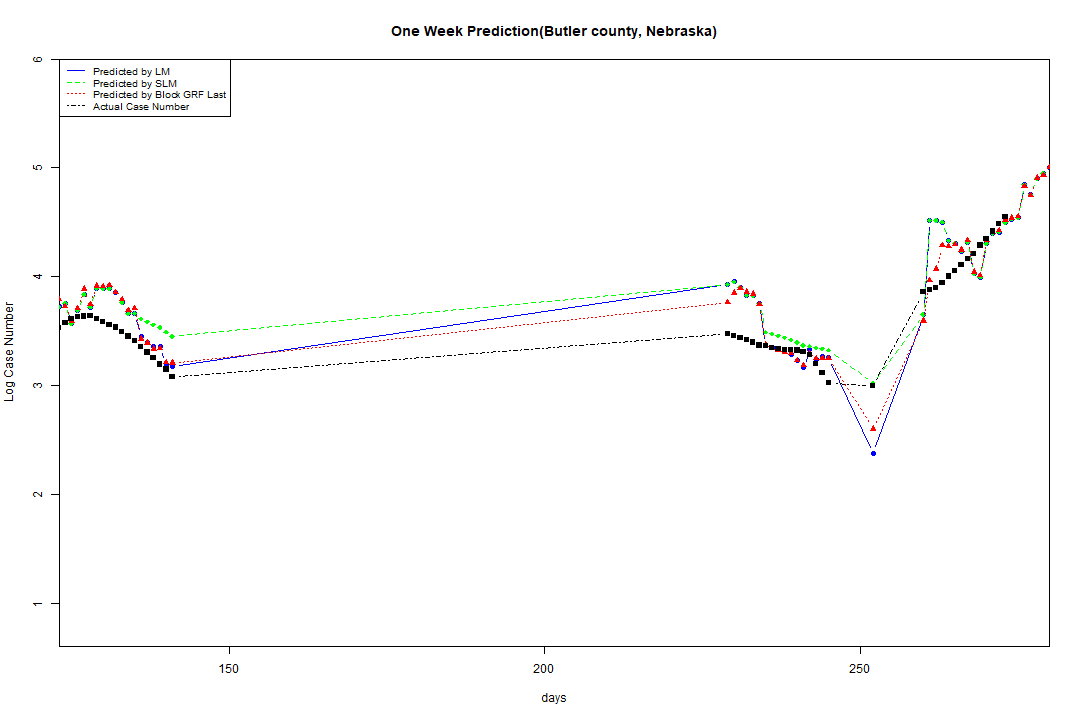 One Week Prediction(Butler county, Nebraska)
Predicted by LM
Predicted by SLM
Predicted by Block GRF Last
Actual Case Number
6
5
4
3
2
1
Log Case Number
150
200
250
days